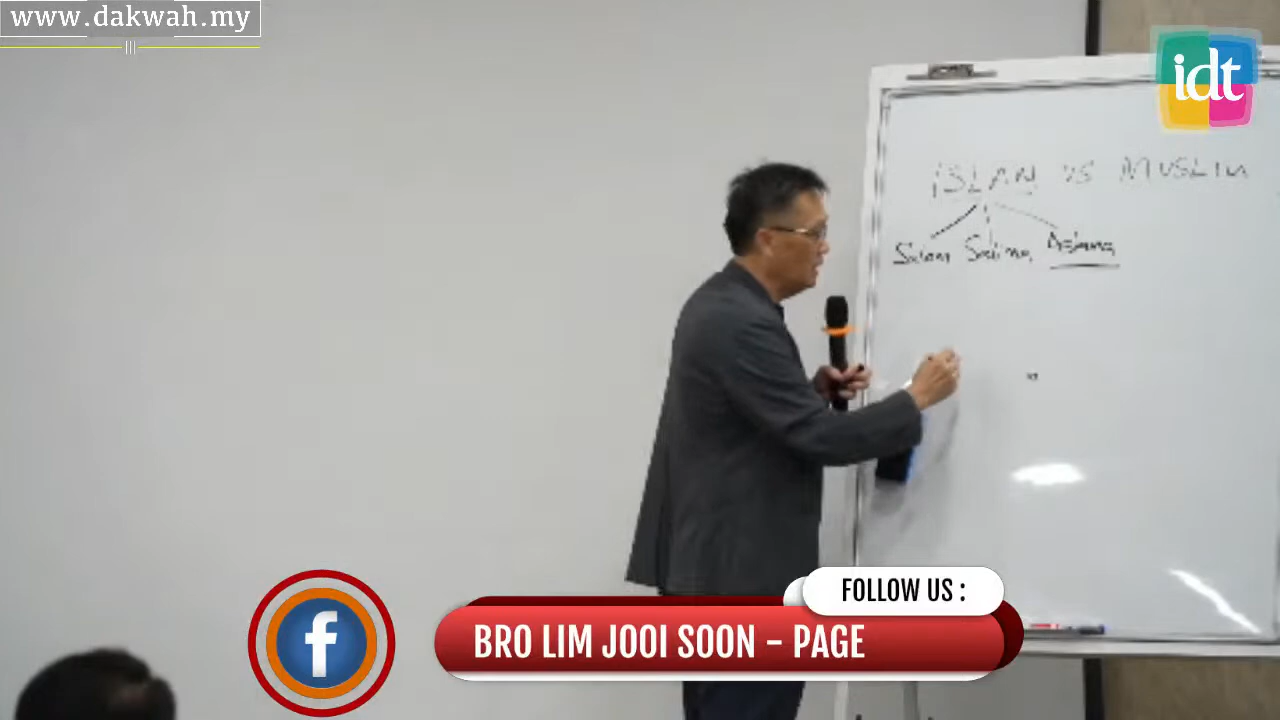 www.dakwah.my
idt
ISLAM VS MUSLIM
Salam Salima Aslama
FOLLOW US :
f
BRO LIM JOOI SOON - PAGE